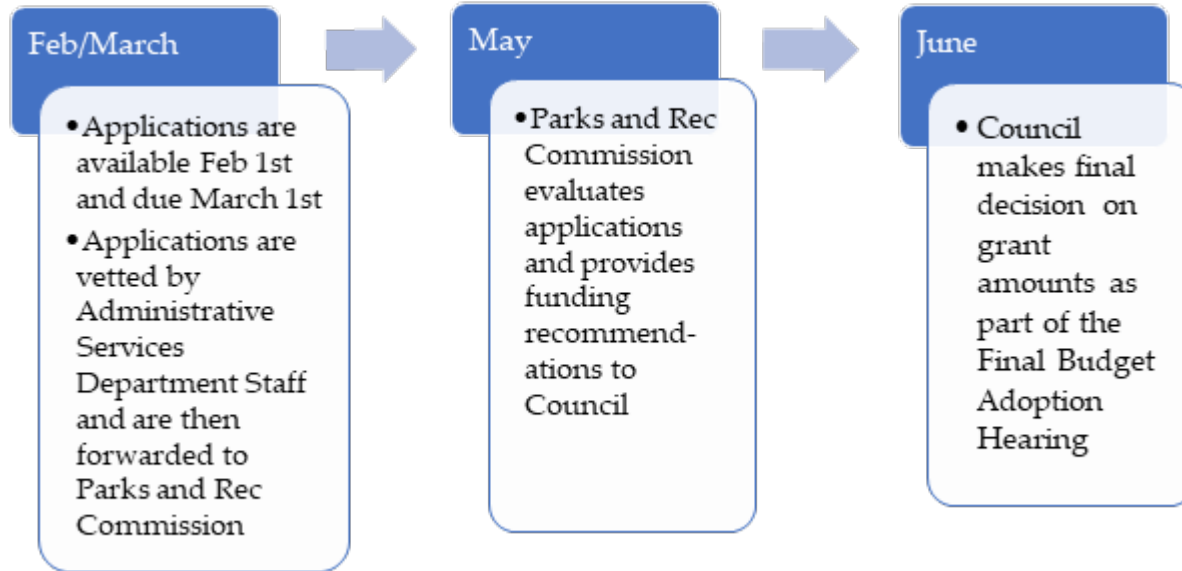 Feb/March
•Applications are
available Feb 1st
and due March 1st
•Applications are
vetted by
Administrative
Services
Department Staff
and are then
forwarded to
Parks and Rec
Commission
May
•Parks and Rec
Commission
evaluates
applications
and provides
funding
recommend-
ations to
Council
June
• Council
makes final
decision on
grant
amounts as
part of the
Final Budget
Adoption
Hearing